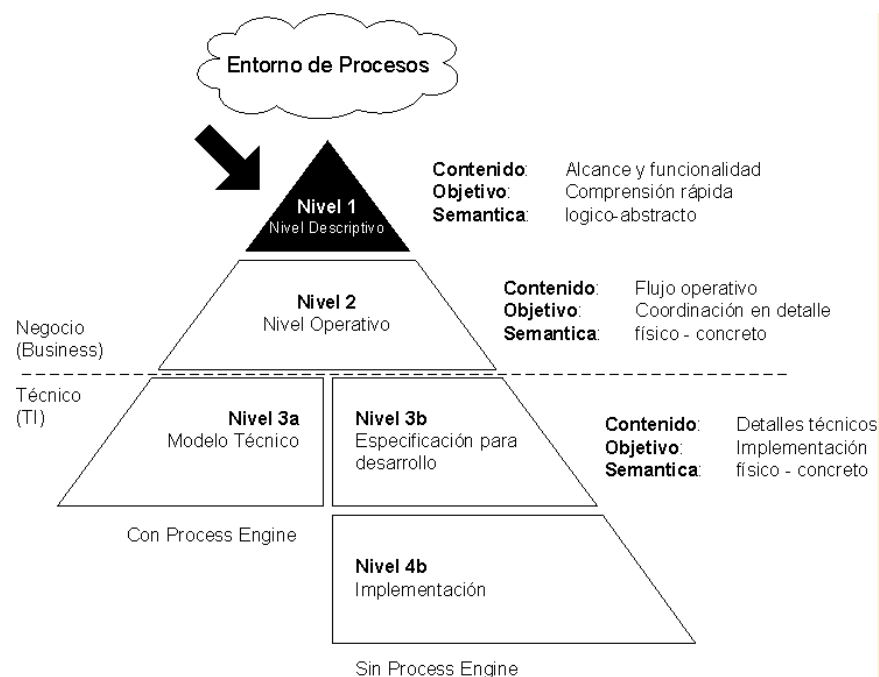 Entorno de Procesos
Nivel 1
Nivel Descriptivo
Contenido: Alcance y funcionalidad
Objetivo: Comprensión rápida
Semantica: logico-abstracto
Nivel 2
Nivel Operativo
Contenido: Flujo operativo
Objetivo: Coordinación en detalle
Semantica: físico - concreto
Negocio
(Business)
Técnico
(TI)
Nivel 3a
Modelo Técnico
Nivel 3b
Especificación para
desarrollo
Contenido: Detalles técnicos
Objetivo: Implementación
Semantica: físico - concreto
Con Process Engine
Nivel 4b
Implementación
Sin Process Engine